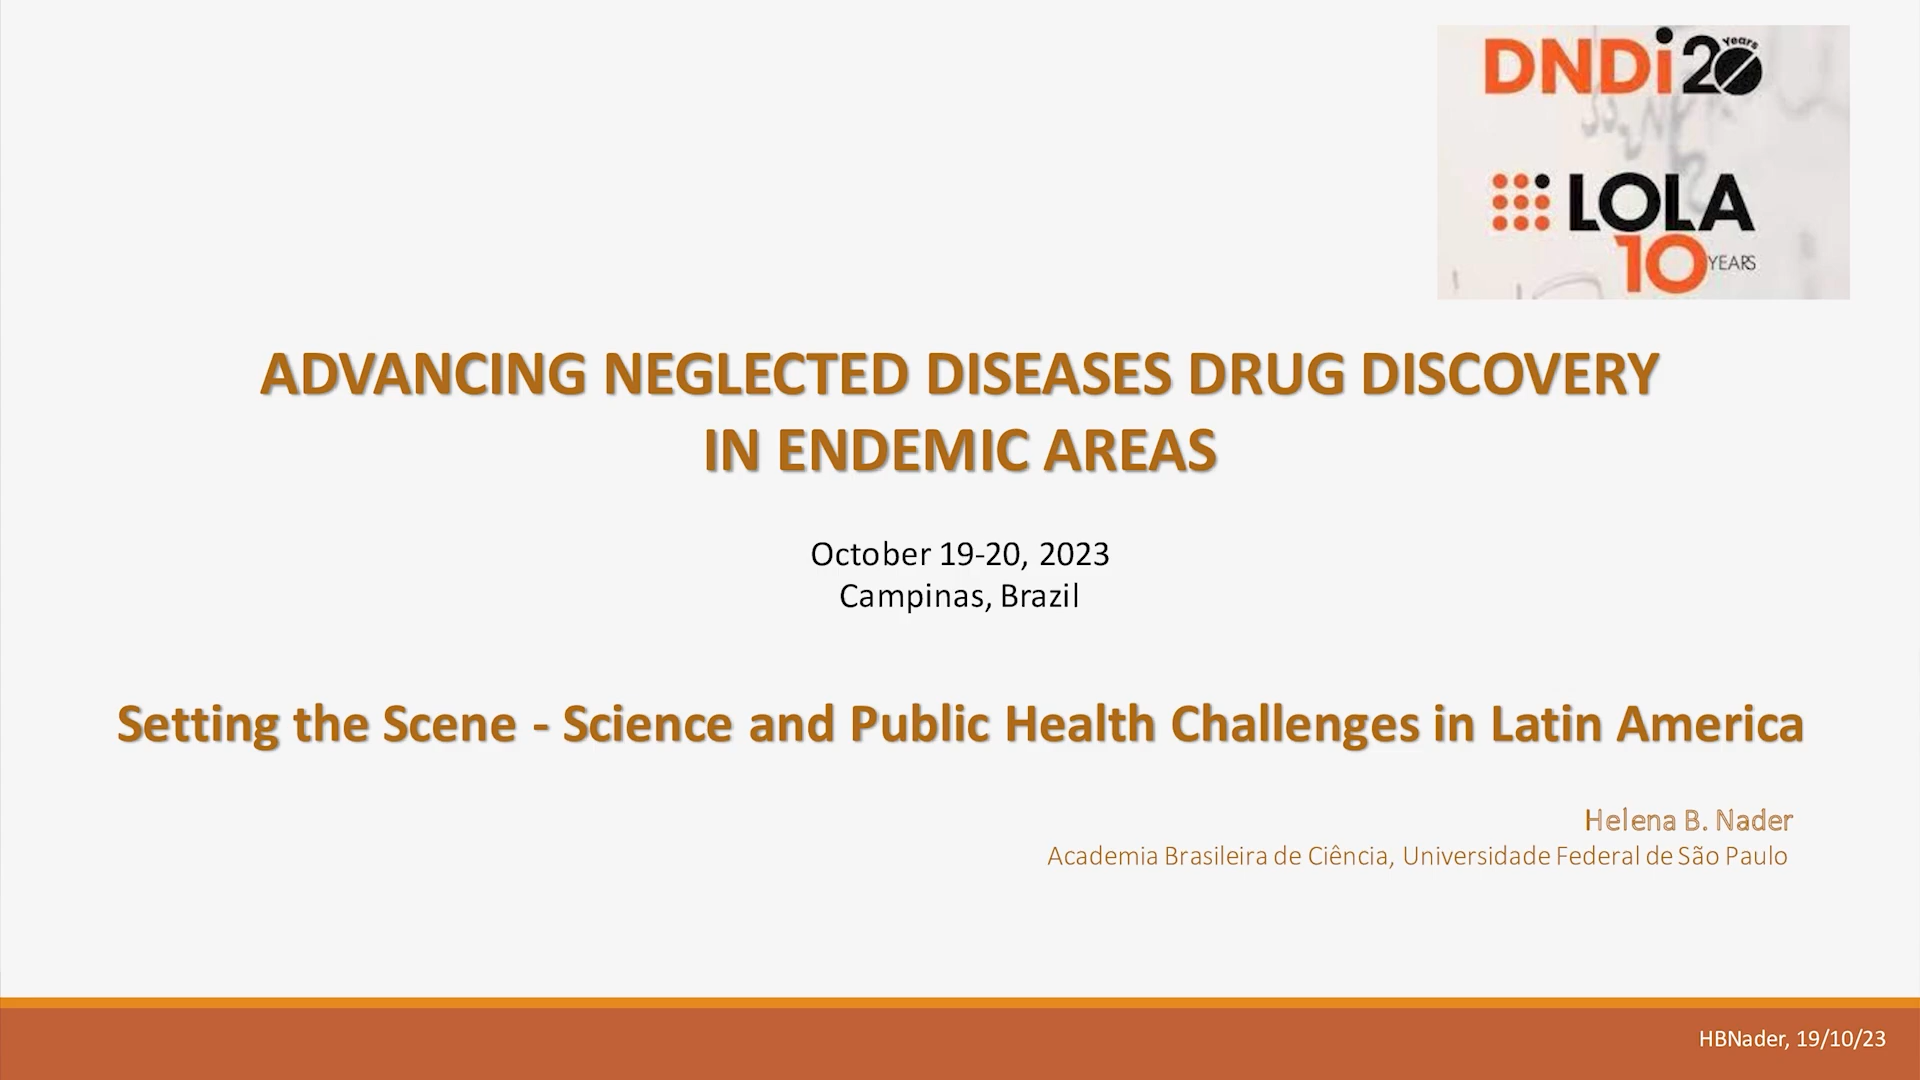 DNDi 20 Years
LOLA
10 YEARS
ADVANCING NEGLECTED DISEASES DRUG DISCOVERY
IN ENDEMIC AREAS
October 19-20, 2023
Campinas, Brazil
Setting the Scene - Science and Public Health Challenges in Latin America
Helena B. Nader
Academia Brasileira de Ciência, Universidade Federal de São Paulo
HBNader, 19/10/23